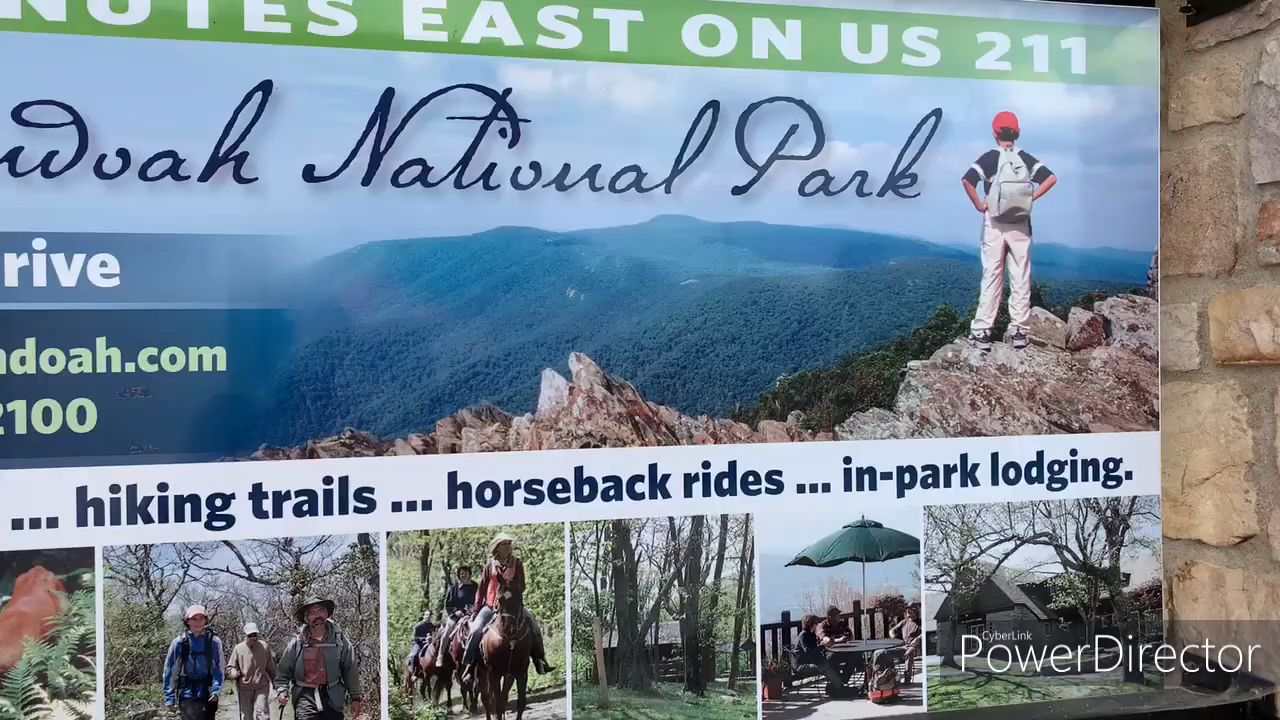 NUTES EAST ON US 211
ndoah National Park
rive
ndoah.com
2100
... hiking trails ... horseback rides ... in-park lodging.
CyberLink
PowerDirector